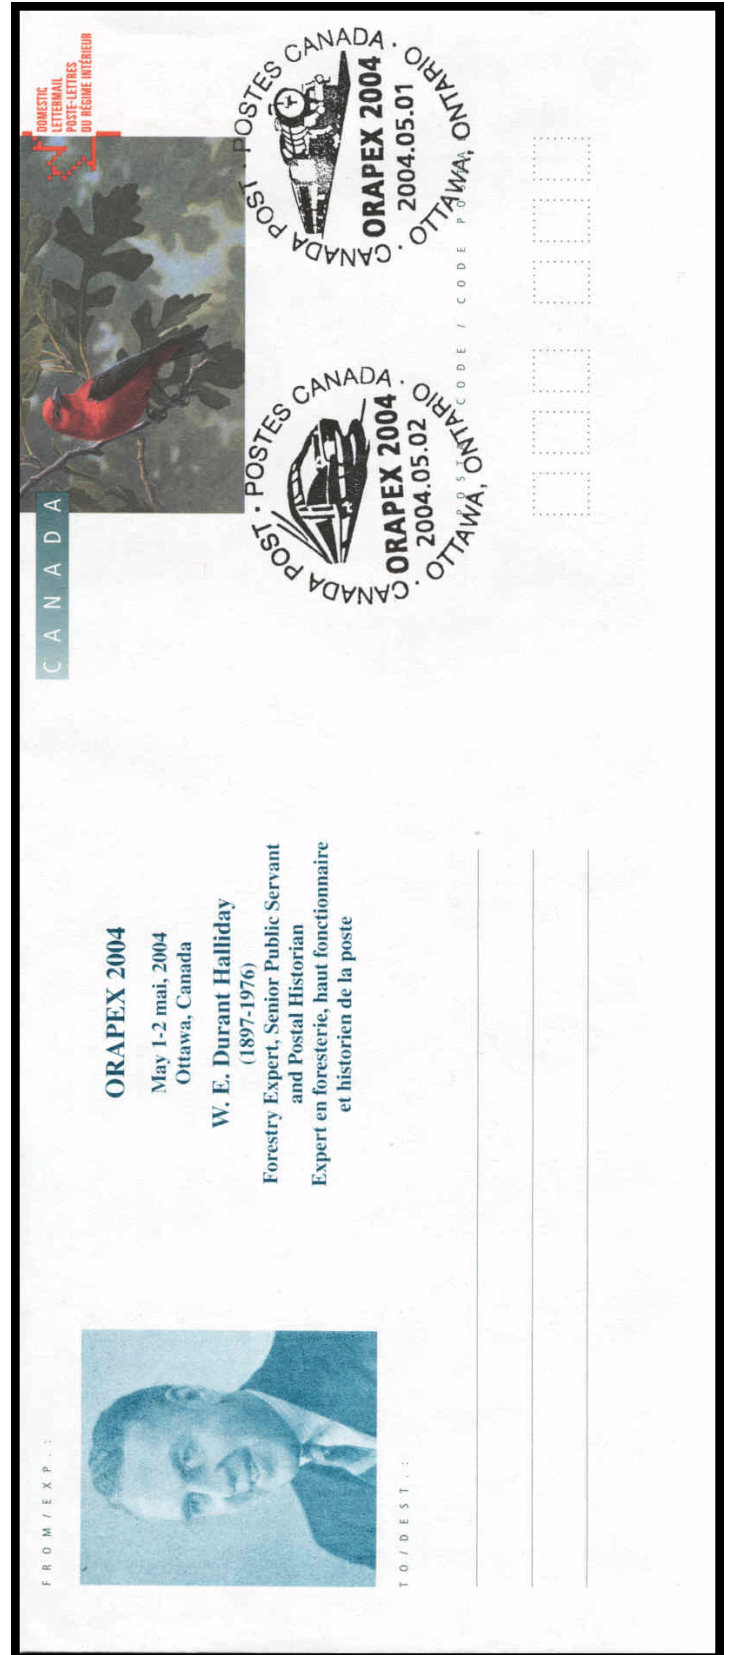 FROM/EXP.:
ORAPEX 2004
May 1-2 mai, 2004
Ottawa, Canada
W. E. Durant Halliday
(1897-1976)
Forestry Expert, Senior Public Servant
and Postal Historian
Expert en foresterie, haut fonctionnaire
et historien de la poste
CANADA
DOMESTIC
LETTERMAIL
POSTE-LETTRES
DU RÉGIME INTÉRIEUR
CANADA POST · POSTES CANADA ·
ORAPEX 2004
2004.05.02
OTTAWA, ONTARIO
CANADA POST · POSTES CANADA ·
ORAPEX 2004
2004.05.01
OTTAWA, ONTARIO
TO/DEST.:
POSTAL CODE / CODE POSTAL